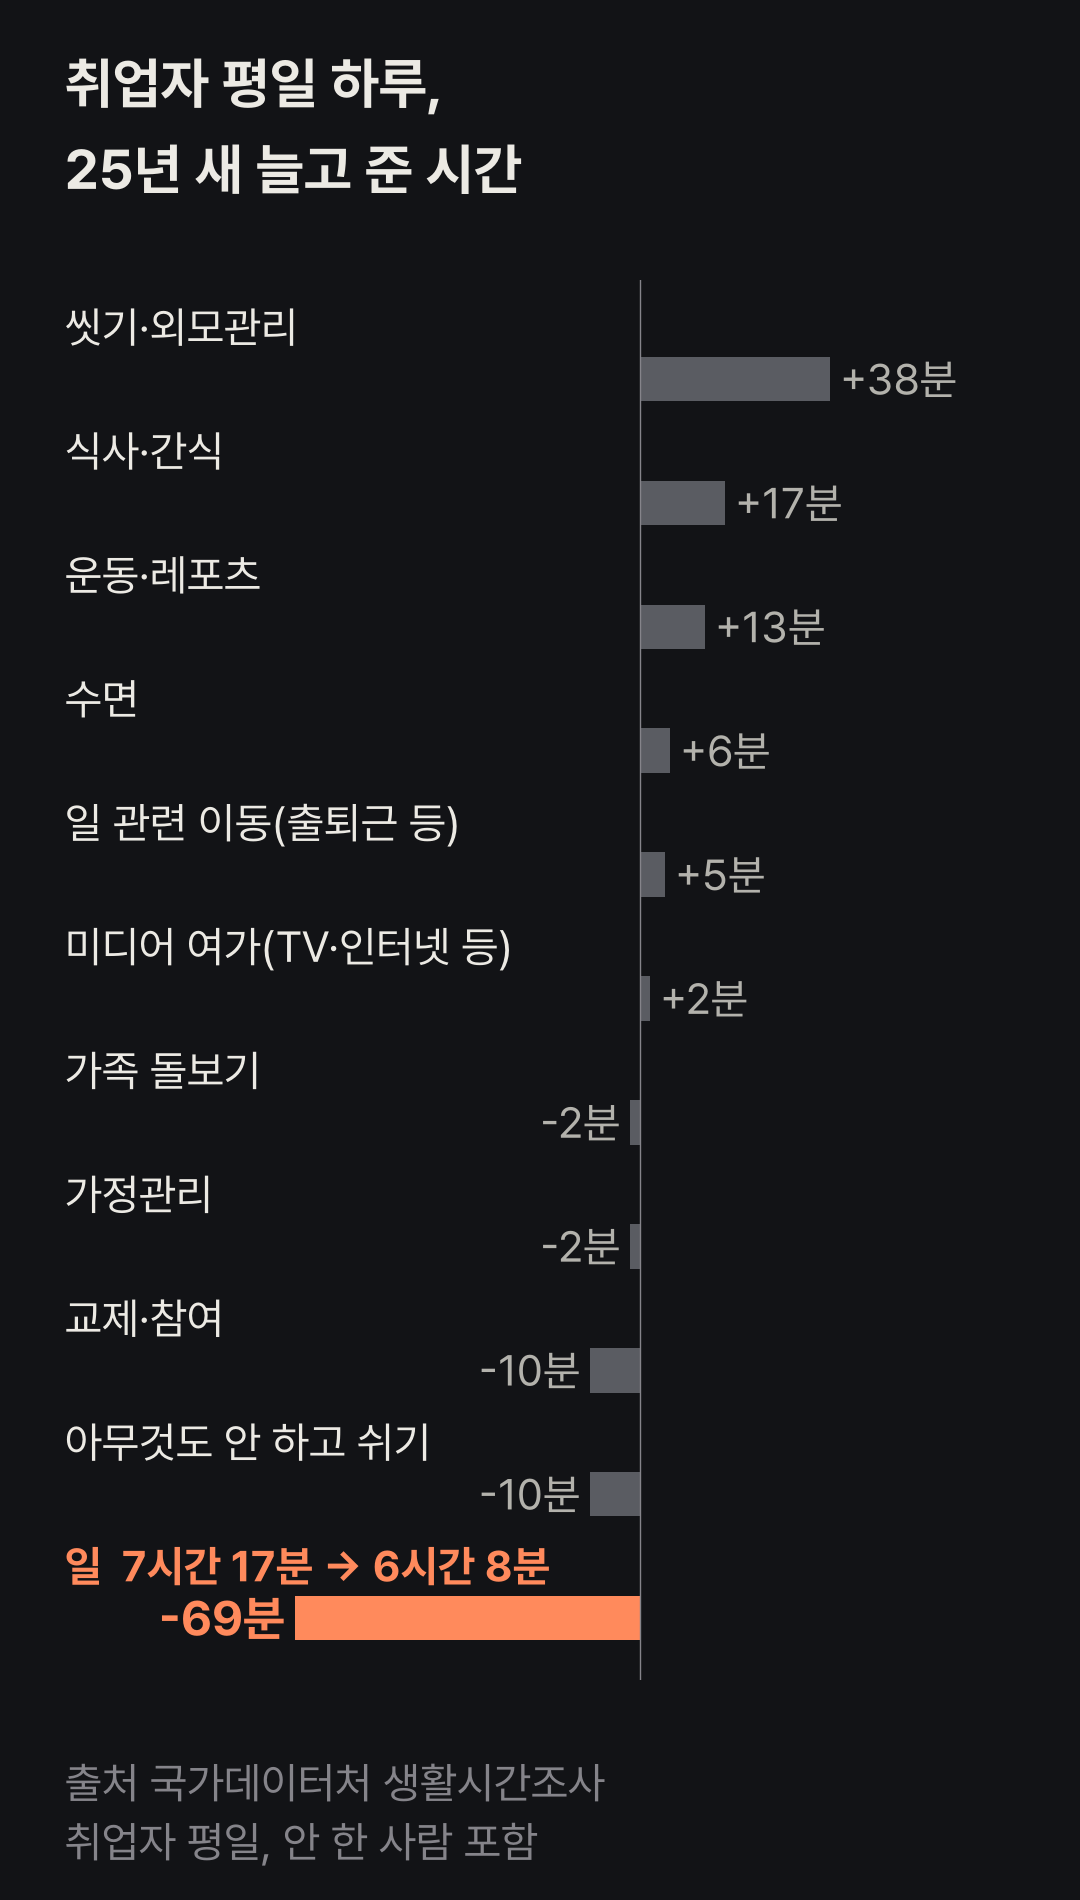 취업자 평일 하루,
25년 새 늘고 준 시간
씻기·외모관리
+38분
식사·간식
+17분
운동·레포츠
+13분
수면
+6분
일 관련 이동(출퇴근 등)
+5분
미디어 여가(TV·인터넷 등)
+2분
가족 돌보기
-2분
가정관리
-2분
교제·참여
-10분
아무것도 안 하고 쉬기
-10분
일 7시간 17분 → 6시간 8분
-69분
출처 국가데이터처 생활시간조사
취업자 평일, 안 한 사람 포함